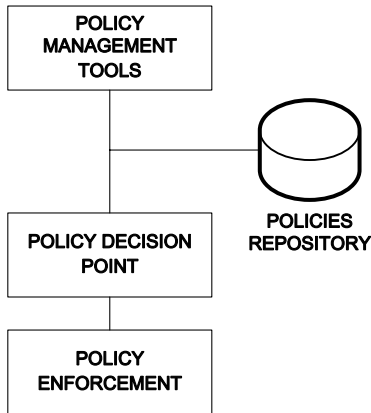 POLICY
MANAGEMENT
TOOLS
POLICIES
REPOSITORY
POLICY DECISION
POINT
POLICY
ENFORCEMENT